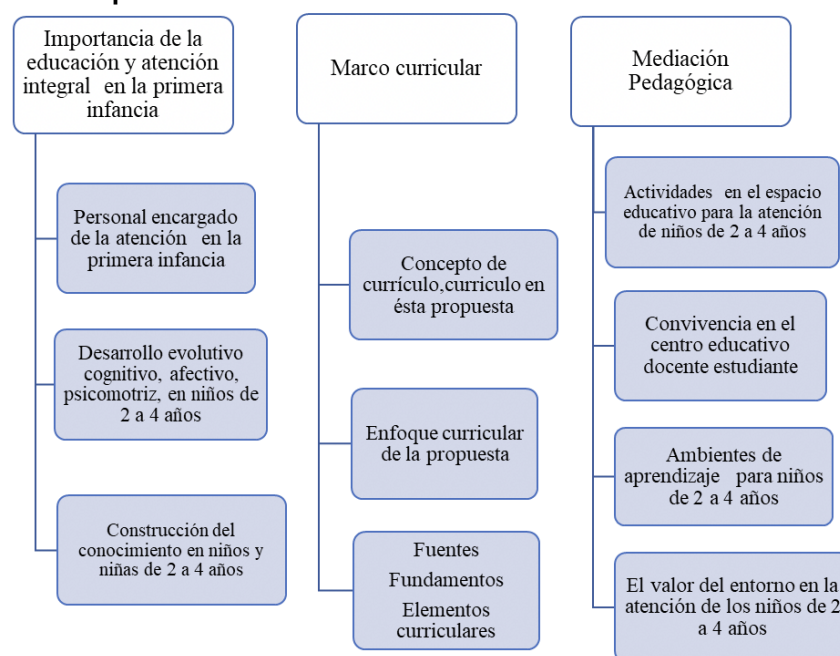 Importancia de la
educación y atención
integral en la primera
infancia
Personal encargado
de la atención en la
primera infancia
Desarrollo evolutivo
cognitivo, afectivo,
psicomotriz, en niños de
2 a 4 años
Construcción del
conocimiento en niños y
niñas de 2 a 4 años
Marco curricular
Concepto de
currículo,curriculo en
ésta propuesta
Enfoque curricular
de la propuesta
Fuentes
Fundamentos
Elementos
curriculares
Mediación
Pedagógica
Actividades en el espacio
educativo para la atención
de niños de 2 a 4 años
Convivencia en el
centro educativo
docente estudiante
Ambientes de
aprendizaje para niños
de 2 a 4 años
El valor del entorno en la
atención de los niños de 2
a 4 años